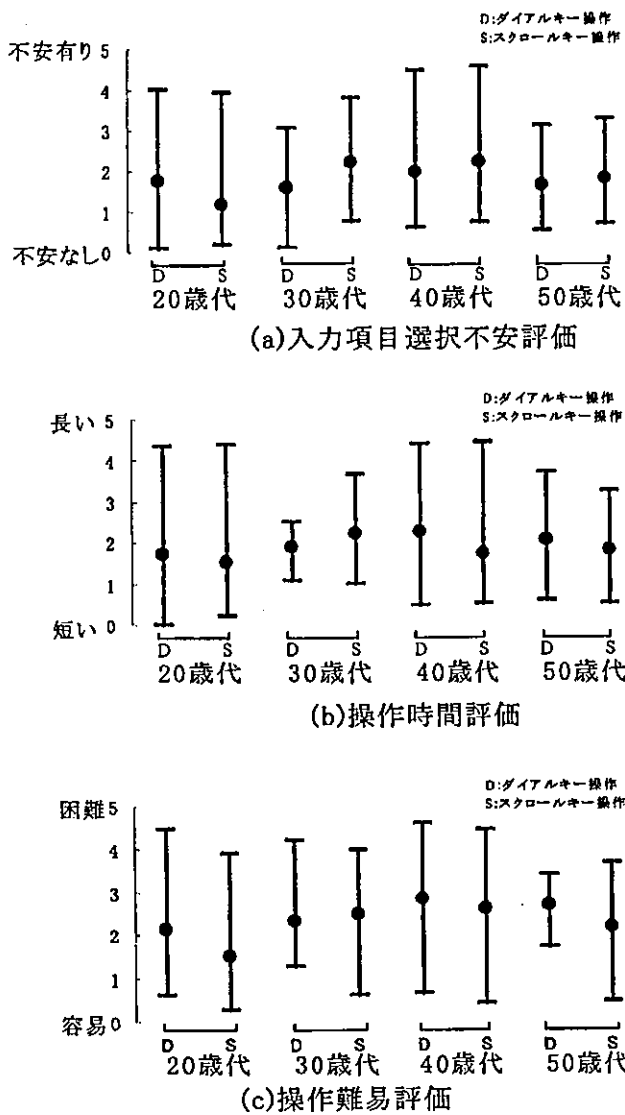 D:ダイアルキー操作
S:スクロールキー操作
不安有り 5
4
3
2
1
不安なし 0
D S D S D S D S
20歳代 30歳代 40歳代 50歳代
(a)入力項目選択不安評価
D:ダイアルキー操作
S:スクロールキー操作
長い 5
4
3
2
1
短い 0
D S D S D S D S
20歳代 30歳代 40歳代 50歳代
(b)操作時間評価
D:ダイアルキー操作
S:スクロールキー操作
困難 5
4
3
2
1
容易 0
D S D S D S D S
20歳代 30歳代 40歳代 50歳代
(c)操作難易評価